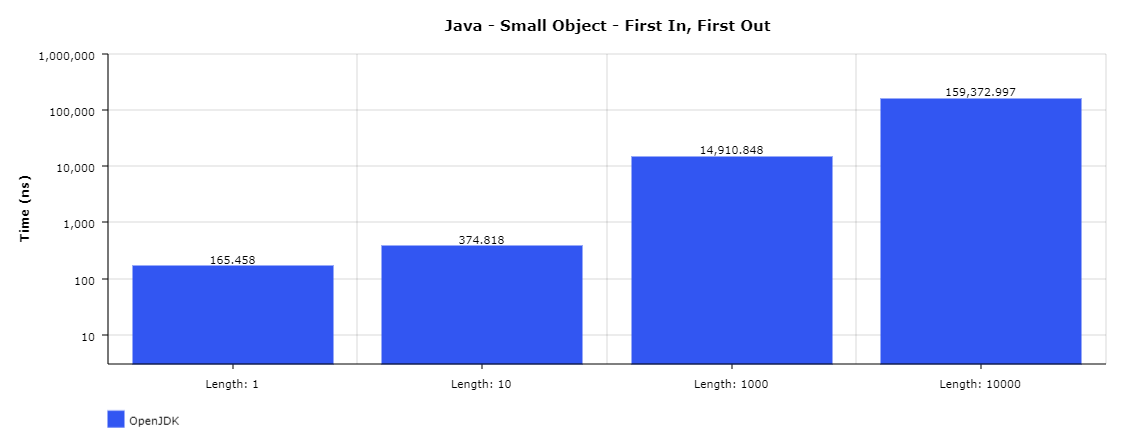 Java - Small Object - First In, First Out
1,000,000
100,000
10,000
1,000
100
10
Time (ns)
165.458
374.818
14,910.848
159,372.997
Length: 1
Length: 10
Length: 1000
Length: 10000
OpenJDK